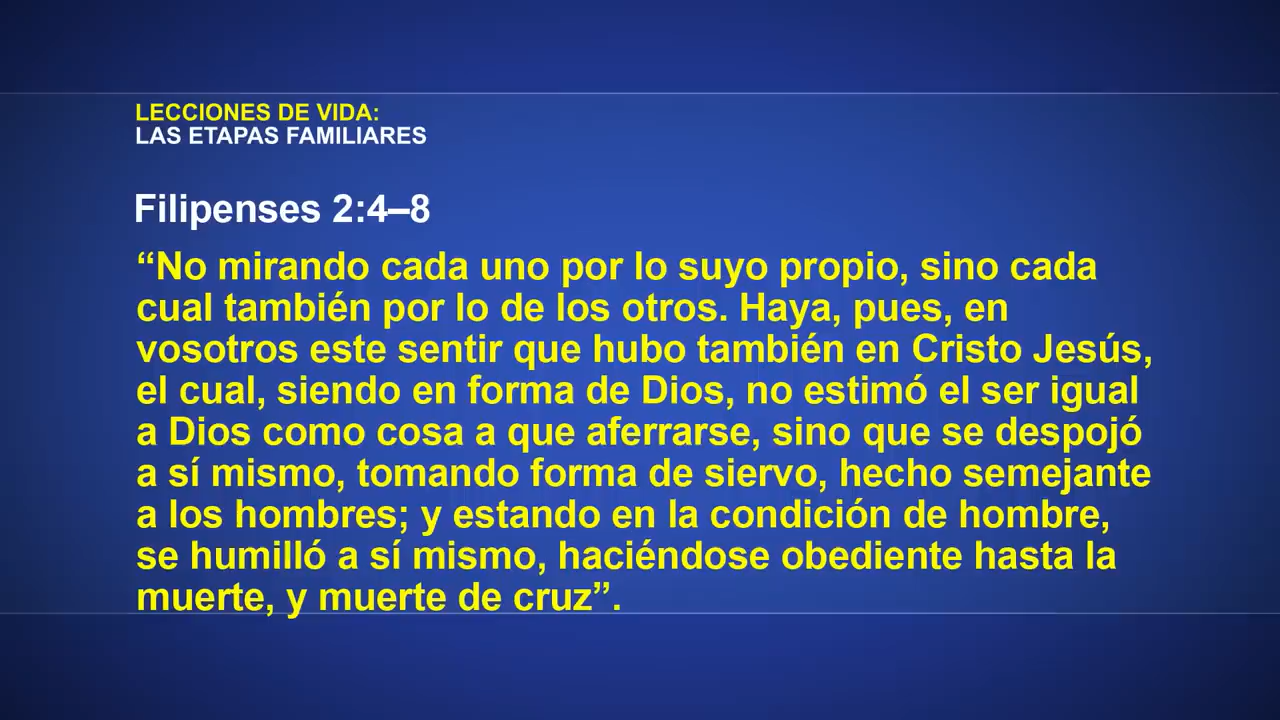 LECCIONES DE VIDA:
LAS ETAPAS FAMILIARES
Filipenses 2:4–8
“No mirando cada uno por lo suyo propio, sino cada
cual también por lo de los otros. Haya, pues, en
vosotros este sentir que hubo también en Cristo Jesús,
el cual, siendo en forma de Dios, no estimó el ser igual
a Dios como cosa a que aferrarse, sino que se despojó
a sí mismo, tomando forma de siervo, hecho semejante
a los hombres; y estando en la condición de hombre,
se humilló a sí mismo, haciéndose obediente hasta la
muerte, y muerte de cruz”.